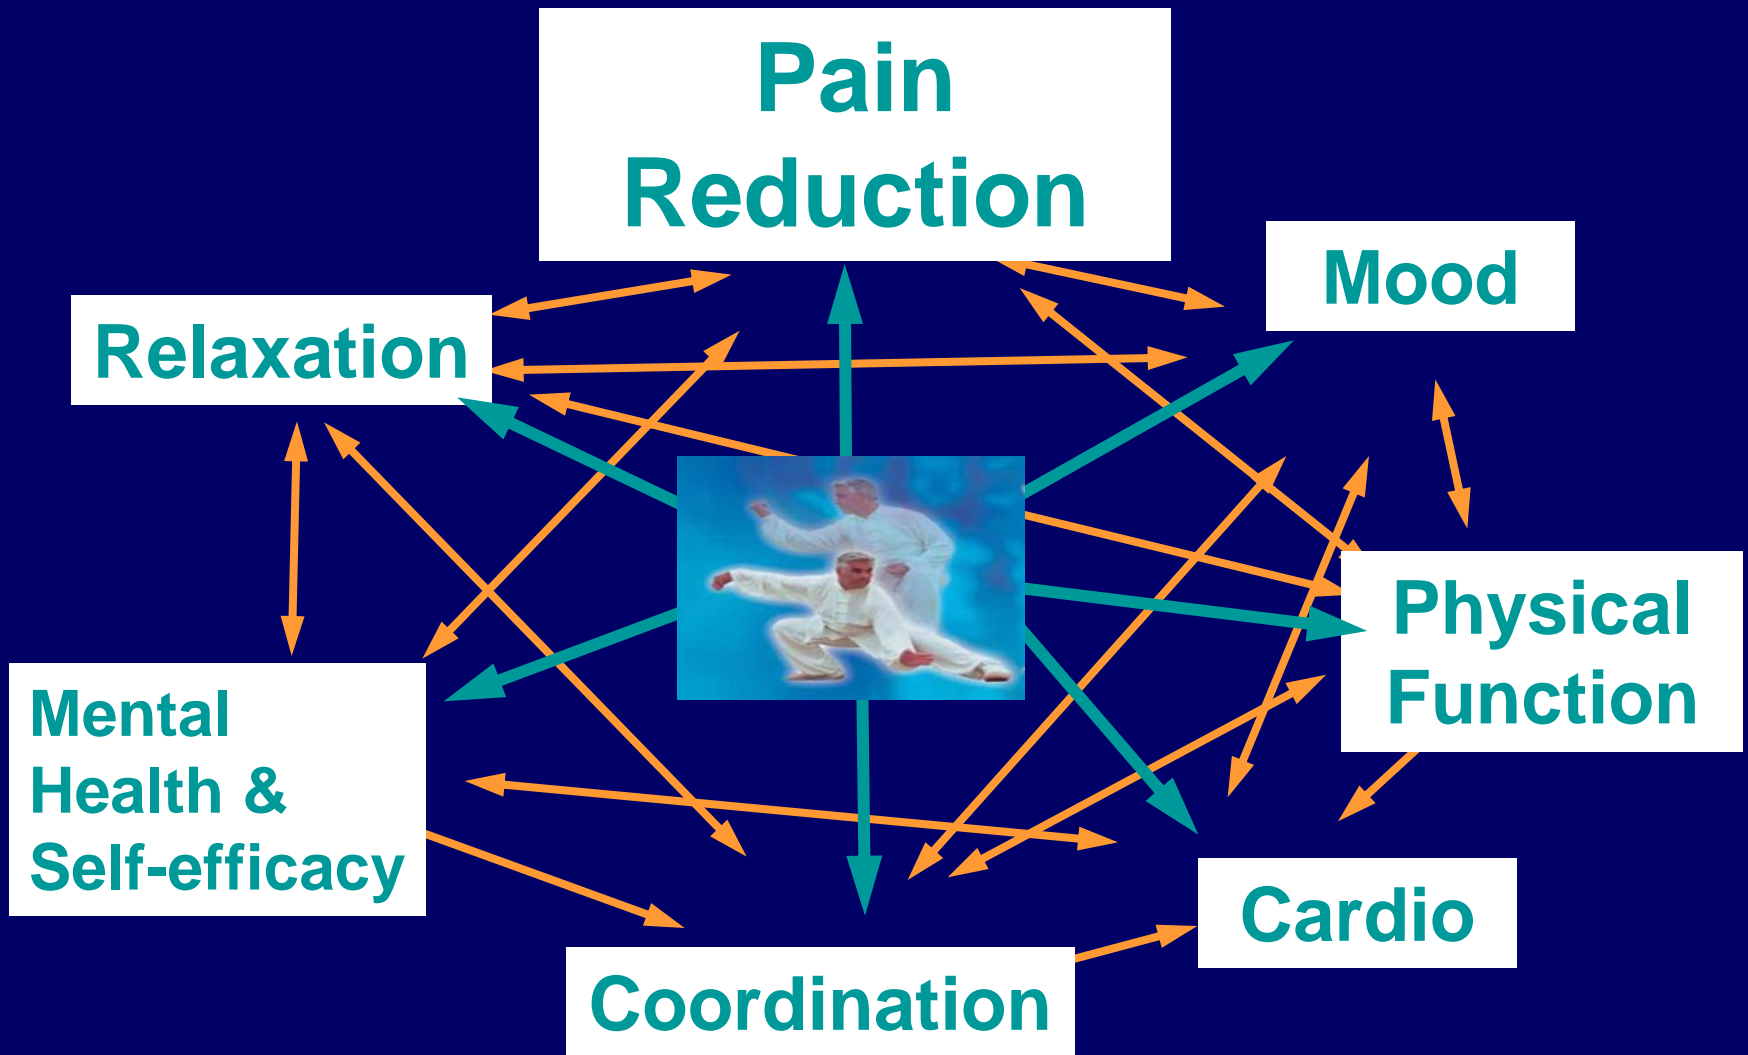 Pain
Reduction
Mood
Relaxation
Physical
Function
Mental
Health &
Self-efficacy
Cardio
Coordination